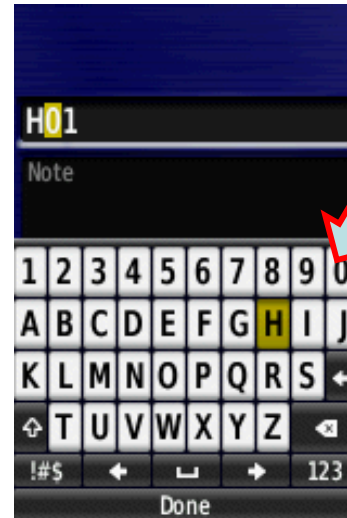 H01
Note
1 2 3 4 5 6 7 8 9 0
A B C D E F G H I J
K L M N O P Q R S
T U V W X Y Z
!#$ 123
Done